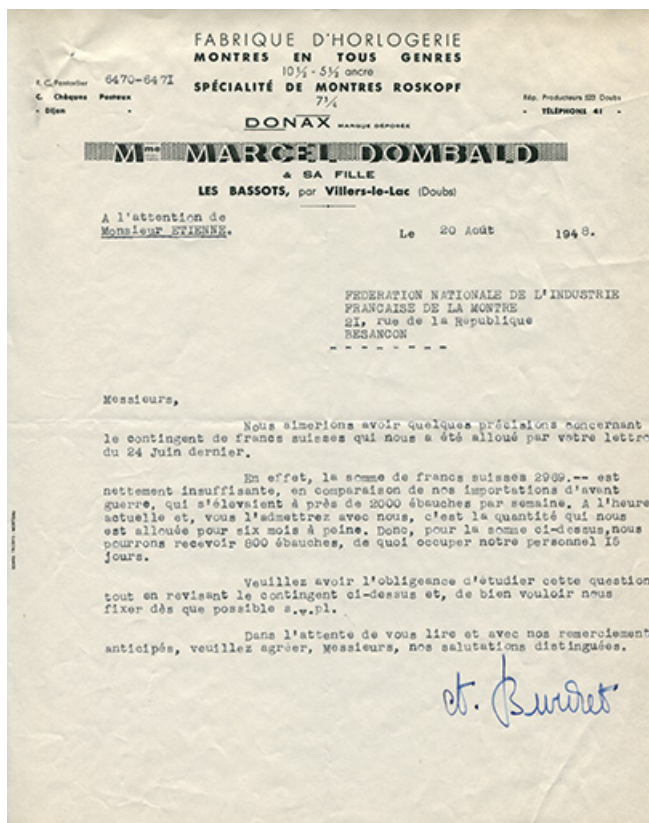 FABRIQUE D'HORLOGERIE
MONTRES EN TOUS GENRES
10½ - 5½ ancre
SPÉCIALITÉ DE MONTRES ROSKOPF
7¾
R. C. Pontarlier 6470-6471
C. Chèques Postaux
- Dijon -
Rép. Producteurs 523 Doubs
- TÉLÉPHONE 41 -
DONAX MARQUE DÉPOSÉE
Mme MARCEL DOMBALD
& SA FILLE
LES BASSOTS, par Villers-le-Lac (Doubs)
A l'attention de
Monsieur ETIENNE.
Le 20 Août 1948.
FEDERATION NATIONALE DE L'INDUSTRIE
FRANCAISE DE LA MONTRE
2I, rue de la République
BESANCON
- - - - - - - -
Messieurs,
Nous aimerions avoir quelques précisions concernant
le contingent de francs suisses qui nous a été alloué par votre lettre
du 24 Juin dernier.
En effet, la somme de francs suisses 2969.-- est
nettement insuffisante, en comparaison de nos importations d'avant
guerre, qui s'élevaient à près de 2000 ébauches par semaine. A l'heure
actuelle et, vous l'admettrez avec nous, c'est la quantité qui nous
est allouée pour six mois à peine. Donc, pour la somme ci-dessus,nous
pourrons recevoir 800 ébauches, de quoi occuper notre personnel I5
jours.
Veuillez avoir l'obligeance d'étudier cette question
tout en revisant le contingent ci-dessus et, de bien vouloir nous
fixer dès que possible s.v.pl.
Dans l'attente de vous lire et avec nos remerciement
anticipés, veuillez agréer, Messieurs, nos salutations distinguées.